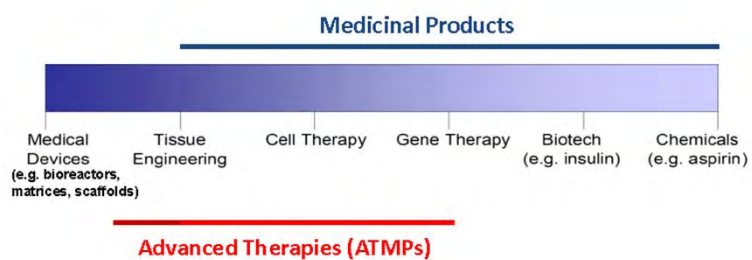 Medicinal Products
Medical
Devices
(e.g. bioreactors,
matrices, scaffolds)
Tissue
Engineering
Cell Therapy
Gene Therapy
Biotech
(e.g. insulin)
Chemicals
(e.g. aspirin)
Advanced Therapies (ATMPs)